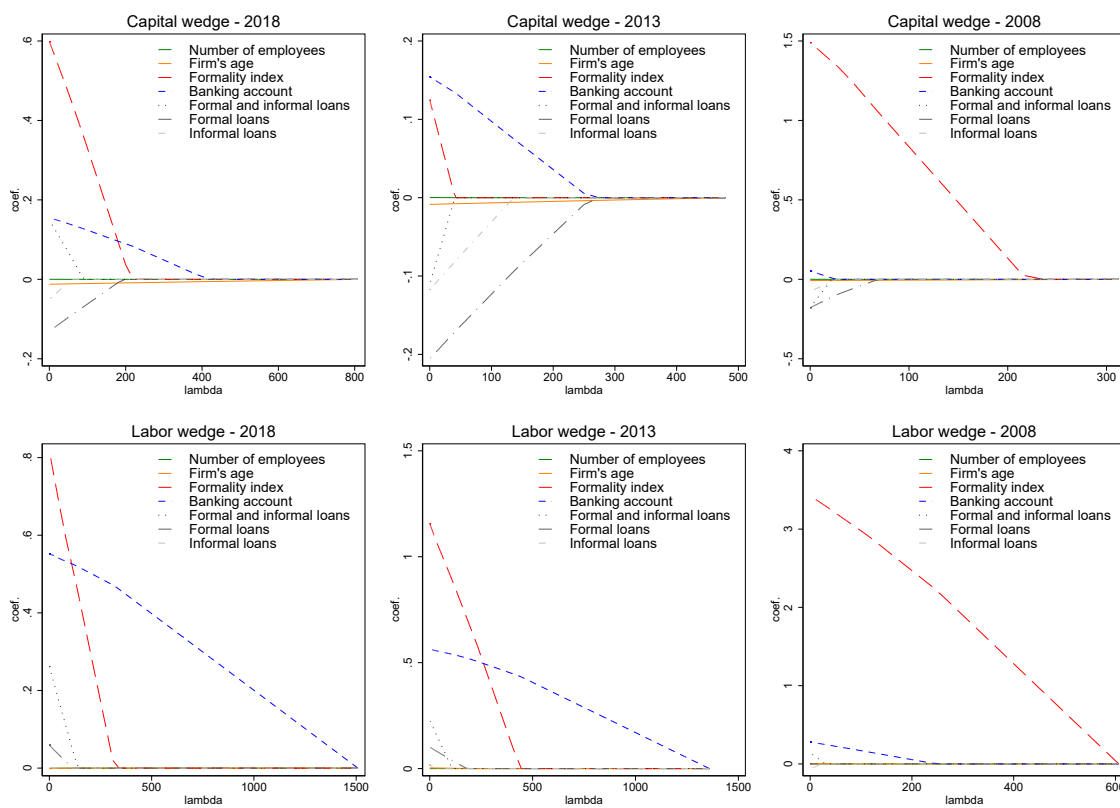 Capital wedge - 2018
.6
.4
.2
0
-.2
coef.
0 200 400 600 800
lambda
Number of employees
Firm's age
Formality index
Banking account
Formal and informal loans
Formal loans
Informal loans
Capital wedge - 2013
.2
.1
0
-.1
-.2
coef.
0 100 200 300 400 500
lambda
Number of employees
Firm's age
Formality index
Banking account
Formal and informal loans
Formal loans
Informal loans
Capital wedge - 2008
1.5
1
.5
0
-.5
coef.
0 100 200 300
lambda
Number of employees
Firm's age
Formality index
Banking account
Formal and informal loans
Formal loans
Informal loans
Labor wedge - 2018
.8
.6
.4
.2
0
coef.
0 500 1000 1500
lambda
Number of employees
Firm's age
Formality index
Banking account
Formal and informal loans
Formal loans
Informal loans
Labor wedge - 2013
1.5
1
.5
0
coef.
0 500 1000 1500
lambda
Number of employees
Firm's age
Formality index
Banking account
Formal and informal loans
Formal loans
Informal loans
Labor wedge - 2008
4
3
2
1
0
coef.
0 200 400 600
lambda
Number of employees
Firm's age
Formality index
Banking account
Formal and informal loans
Formal loans
Informal loans